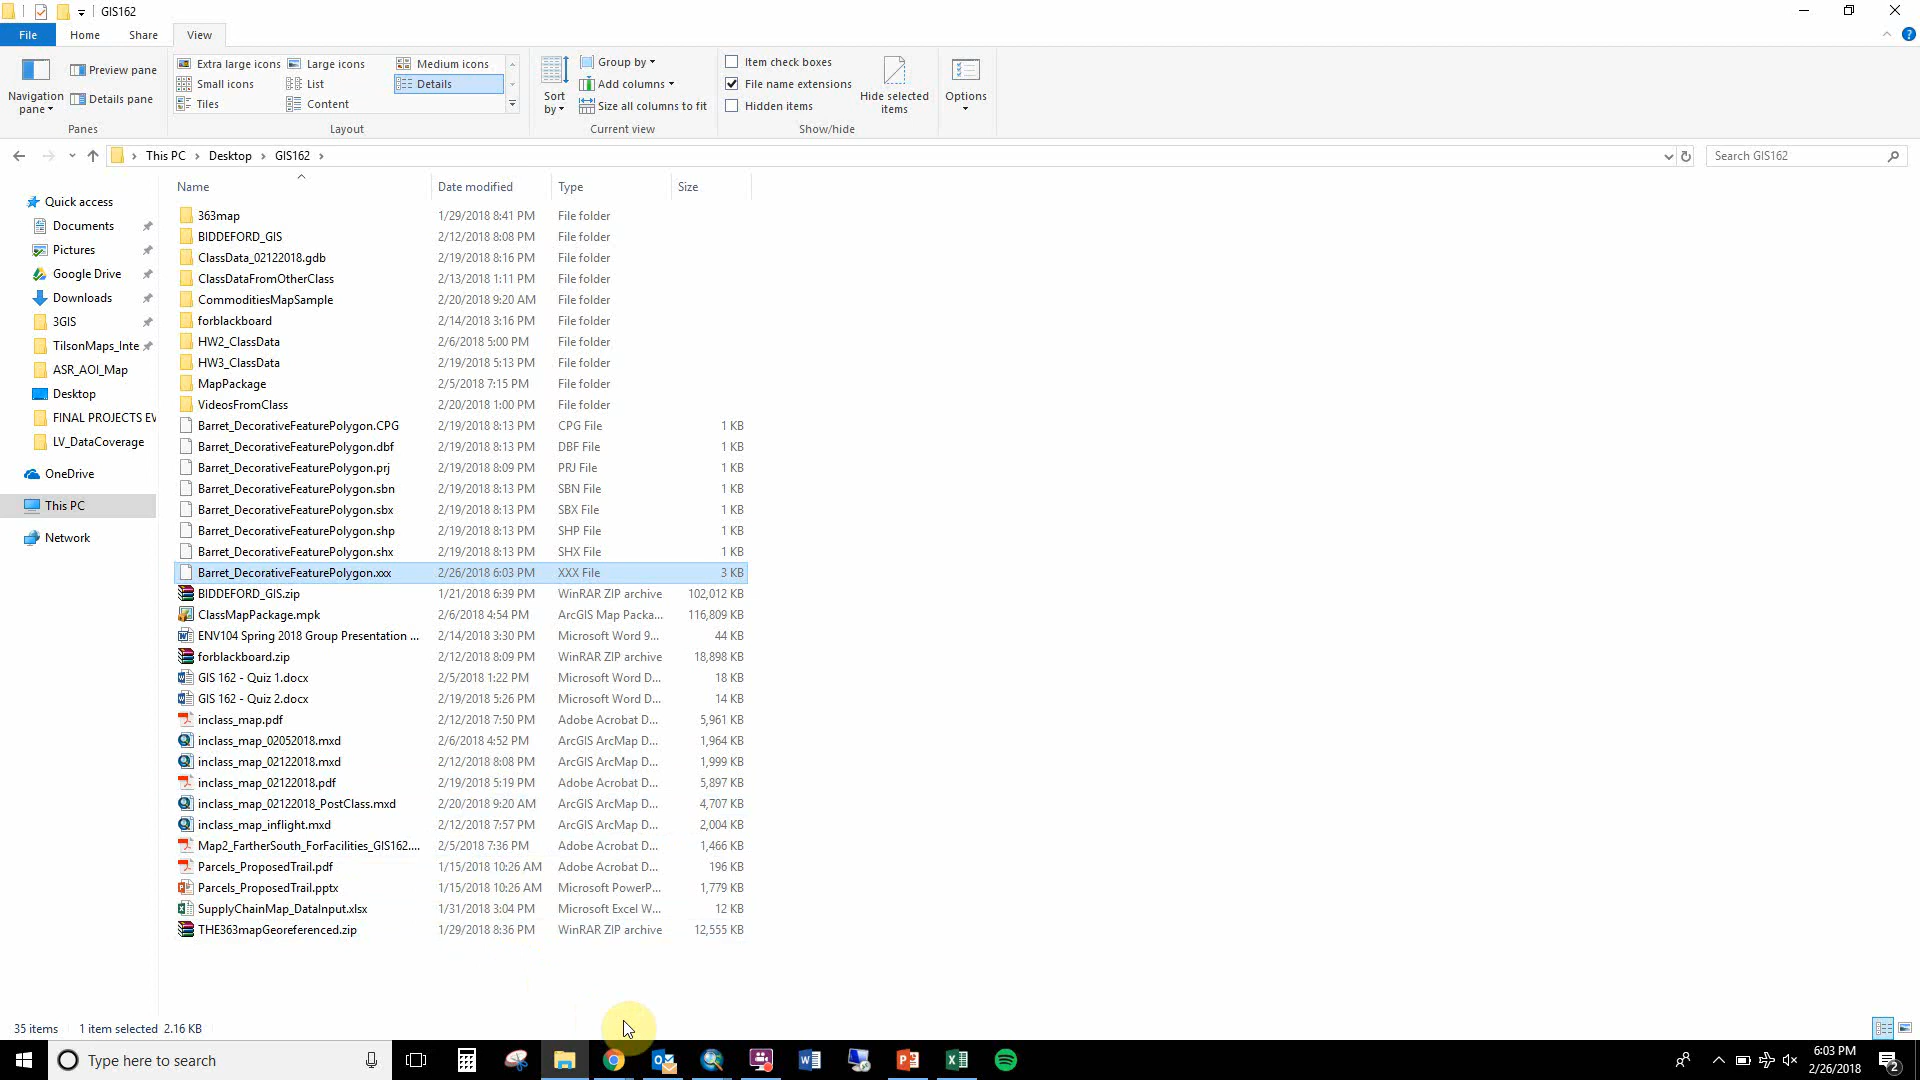 GIS162
File Home Share View
Navigation pane
Preview pane
Details pane
Panes
Extra large icons Large icons Medium icons
Small icons List Details
Tiles Content
Layout
Sort by
Group by
Add columns
Size all columns to fit
Current view
Item check boxes
File name extensions
Hidden items
Hide selected items
Show/hide
Options
This PC Desktop GIS162
Search GIS162
Quick access
Documents
Pictures
Google Drive
Downloads
3GIS
TilsonMaps_Inte
ASR_AOI_Map
Desktop
FINAL PROJECTS EV
LV_DataCoverage
OneDrive
This PC
Network
Name Date modified Type Size
363map 1/29/2018 8:41 PM File folder
BIDDEFORD_GIS 2/12/2018 8:08 PM File folder
ClassData_02122018.gdb 2/19/2018 8:16 PM File folder
ClassDataFromOtherClass 2/13/2018 1:11 PM File folder
CommoditiesMapSample 2/20/2018 9:20 AM File folder
forblackboard 2/14/2018 3:16 PM File folder
HW2_ClassData 2/6/2018 5:00 PM File folder
HW3_ClassData 2/19/2018 5:13 PM File folder
MapPackage 2/5/2018 7:15 PM File folder
VideosFromClass 2/20/2018 1:00 PM File folder
Barret_DecorativeFeaturePolygon.CPG 2/19/2018 8:13 PM CPG File 1 KB
Barret_DecorativeFeaturePolygon.dbf 2/19/2018 8:13 PM DBF File 1 KB
Barret_DecorativeFeaturePolygon.prj 2/19/2018 8:09 PM PRJ File 1 KB
Barret_DecorativeFeaturePolygon.sbn 2/19/2018 8:13 PM SBN File 1 KB
Barret_DecorativeFeaturePolygon.sbx 2/19/2018 8:13 PM SBX File 1 KB
Barret_DecorativeFeaturePolygon.shp 2/19/2018 8:13 PM SHP File 1 KB
Barret_DecorativeFeaturePolygon.shx 2/19/2018 8:13 PM SHX File 1 KB
Barret_DecorativeFeaturePolygon.xxx 2/26/2018 6:03 PM XXX File 3 KB
BIDDEFORD_GIS.zip 1/21/2018 6:39 PM WinRAR ZIP archive 102,012 KB
ClassMapPackage.mpk 2/6/2018 4:54 PM ArcGIS Map Packa... 116,809 KB
ENV104 Spring 2018 Group Presentation ... 2/14/2018 3:30 PM Microsoft Word 9... 44 KB
forblackboard.zip 2/12/2018 8:09 PM WinRAR ZIP archive 18,898 KB
GIS 162 - Quiz 1.docx 2/5/2018 1:22 PM Microsoft Word D... 18 KB
GIS 162 - Quiz 2.docx 2/19/2018 5:26 PM Microsoft Word D... 14 KB
inclass_map.pdf 2/12/2018 7:50 PM Adobe Acrobat D... 5,961 KB
inclass_map_02052018.mxd 2/6/2018 4:52 PM ArcGIS ArcMap D... 1,964 KB
inclass_map_02122018.mxd 2/12/2018 8:08 PM ArcGIS ArcMap D... 1,999 KB
inclass_map_02122018.pdf 2/19/2018 5:19 PM Adobe Acrobat D... 5,897 KB
inclass_map_02122018_PostClass.mxd 2/20/2018 9:20 AM ArcGIS ArcMap D... 4,707 KB
inclass_map_inflight.mxd 2/12/2018 7:57 PM ArcGIS ArcMap D... 2,004 KB
Map2_FartherSouth_ForFacilities_GIS162.... 2/5/2018 7:36 PM Adobe Acrobat D... 1,466 KB
Parcels_ProposedTrail.pdf 1/15/2018 10:26 AM Adobe Acrobat D... 196 KB
Parcels_ProposedTrail.pptx 1/15/2018 10:26 AM Microsoft PowerP... 1,779 KB
SupplyChainMap_DataInput.xlsx 1/31/2018 3:04 PM Microsoft Excel W... 12 KB
THE363mapGeoreferenced.zip 1/29/2018 8:36 PM WinRAR ZIP archive 12,555 KB
35 items 1 item selected 2.16 KB
Type here to search
6:03 PM
2/26/2018
2